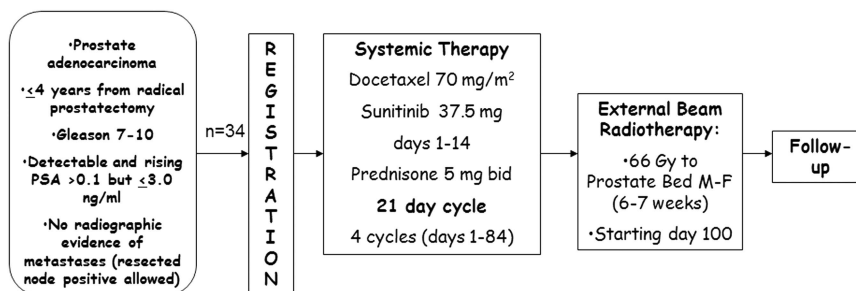 •Prostate
adenocarcinoma
•≤4 years from radical
prostatectomy
•Gleason 7-10
•Detectable and rising
PSA >0.1 but ≤3.0
ng/ml
•No radiographic
evidence of
metastases (resected
node positive allowed)
n=34
REGISTRATION
Systemic Therapy
Docetaxel 70 mg/m²
Sunitinib 37.5 mg
days 1-14
Prednisone 5 mg bid
21 day cycle
4 cycles (days 1-84)
External Beam
Radiotherapy:
•66 Gy to
Prostate Bed M-F
(6-7 weeks)
•Starting day 100
Follow-
up